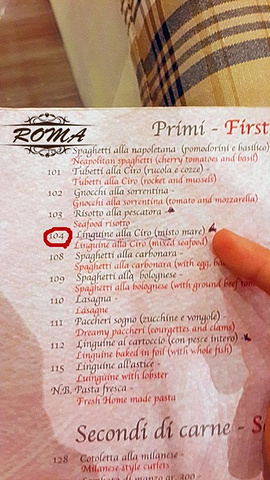 ROMA
Primi - First
Spaghetti alla napoletana (pomodorini e basilico)
Neapolitan spaghetti (cherry tomatoes and basil)
101 Tubetti alla Ciro (rucola e cozze) -
Tubetti alla Ciro (rocket and mussels)
102 Gnocchi alla sorrentina -
Gnocchi alla sorrentina (tomato and mozzarella)
103 Risotto alla pescatora -
Seafood risotto
104 Linguine alla Ciro (misto mare)
Linguine alla Ciro (mixed seafood)
108 Spaghetti alla carbonara -
Spaghetti alla carbonara (with egg,
109 Spaghetti alla bolognese -
Spaghetti alla bolognese (with ground beef
110 Lasagna -
Lasagne
111 Paccheri sogno (zucchine e vongole) -
Dreamy paccheri (courgettes and clams)
112 Linguine al cartoccio (con pesce intero)
Linguine baked in foil (with whole fish)
115 Linguine all'astice -
Luinguine with lobster
N.B. Pasta fresca -
Fresh Home made pasta
Secondi di carne - S
128 Cotoletta alla milanese -
Milanese-style cutlets